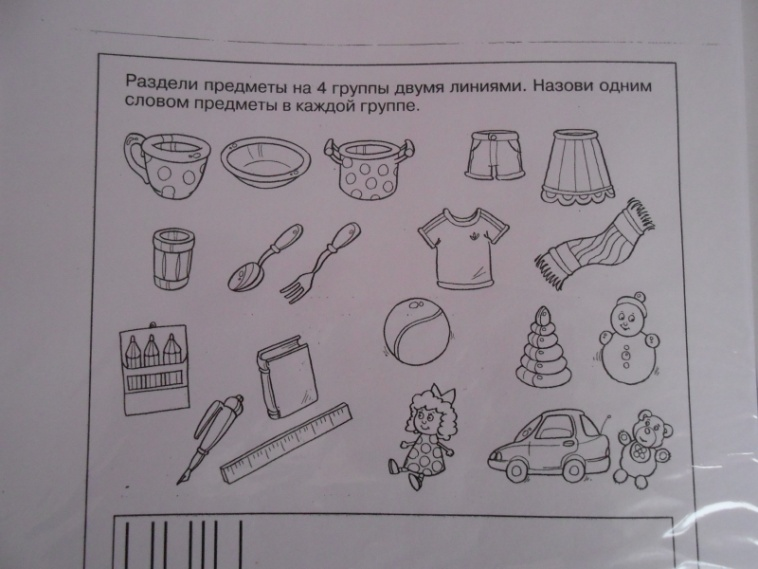 Раздели предметы на 4 группы двумя линиями. Назови одним
словом предметы в каждой группе.